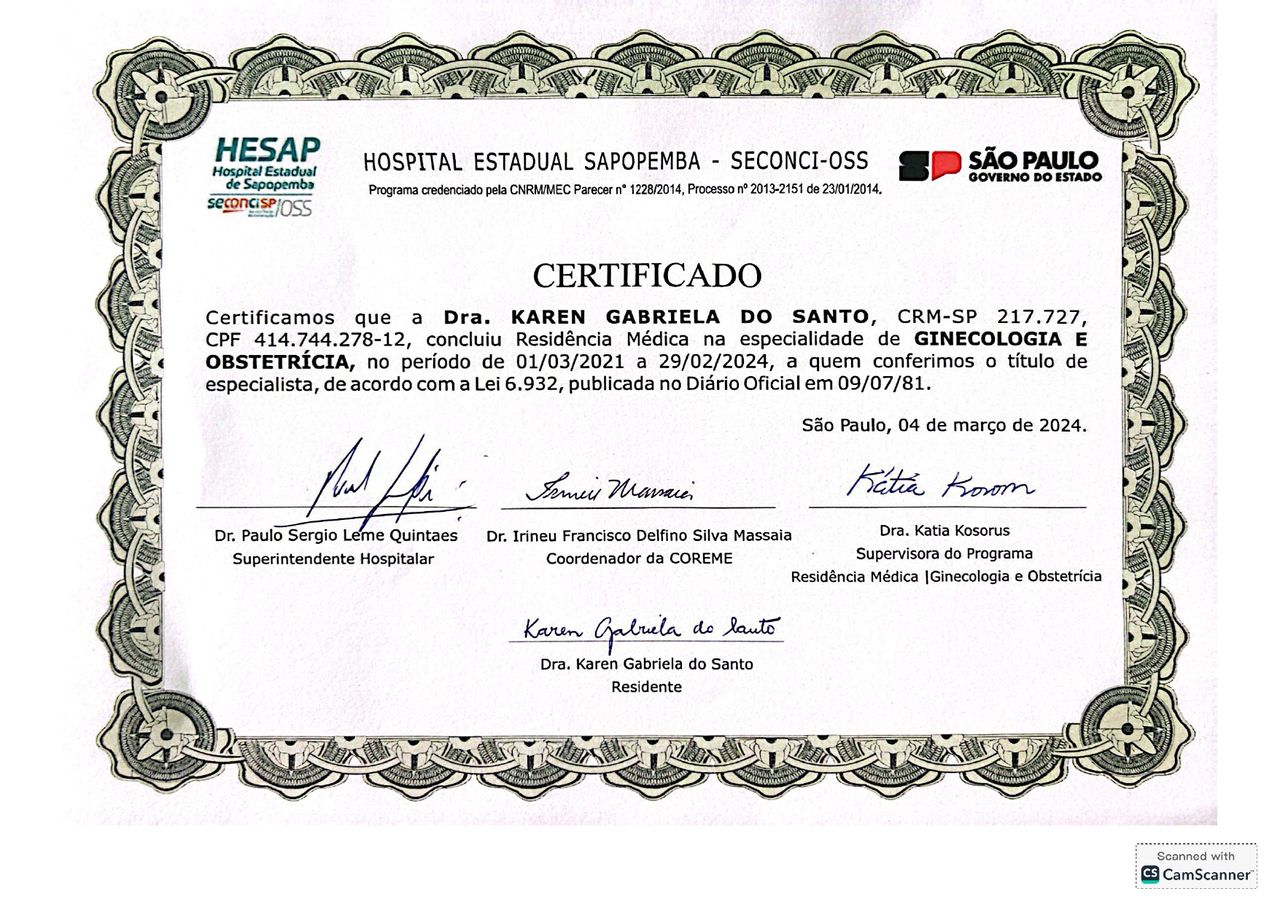 HESAP
Hospital Estadual
de Sapopemba
seconciSP/OSS
HOSPITAL ESTADUAL SAPOPEMBA - SECONCI-OSS
Programa credenciado pela CNRM/MEC Parecer n° 1228/2014, Processo nº 2013-2151 de 23/01/2014.
SP SÃO PAULO
GOVERNO DO ESTADO
CERTIFICADO
Certificamos que a Dra. KAREN GABRIELA DO SANTO, CRM-SP 217.727,
CPF 414.744.278-12, concluiu Residência Médica na especialidade de GINECOLOGIA E
OBSTETRÍCIA, no período de 01/03/2021 a 29/02/2024, a quem conferimos o título de
especialista, de acordo com a Lei 6.932, publicada no Diário Oficial em 09/07/81.
São Paulo, 04 de março de 2024.
Irineu Massaia
Kátia Kosorus
Dr. Paulo Sergio Leme Quintaes
Superintendente Hospitalar
Dr. Irineu Francisco Delfino Silva Massaia
Coordenador da COREME
Dra. Katia Kosorus
Supervisora do Programa
Residência Médica |Ginecologia e Obstetrícia
Karen Gabriela do Santo
Dra. Karen Gabriela do Santo
Residente
Scanned with
CS CamScanner